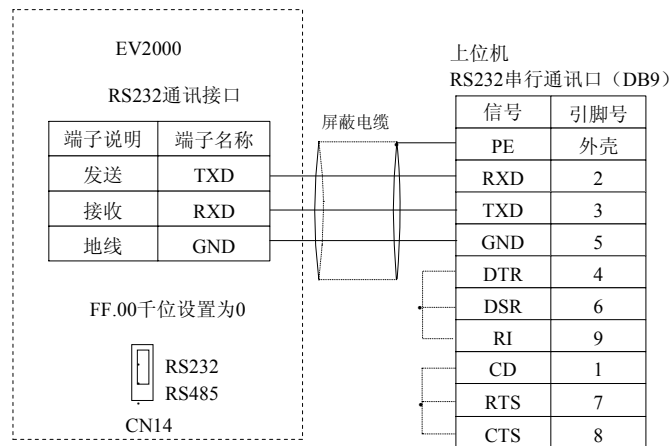 EV2000
RS232通讯接口
端子说明 端子名称
发送 TXD
接收 RXD
地线 GND
FF.00千位设置为0
RS232
RS485
CN14
屏蔽电缆
上位机
RS232串行通讯口（DB9）
信号 引脚号
PE 外壳
RXD 2
TXD 3
GND 5
DTR 4
DSR 6
RI 9
CD 1
RTS 7
CTS 8